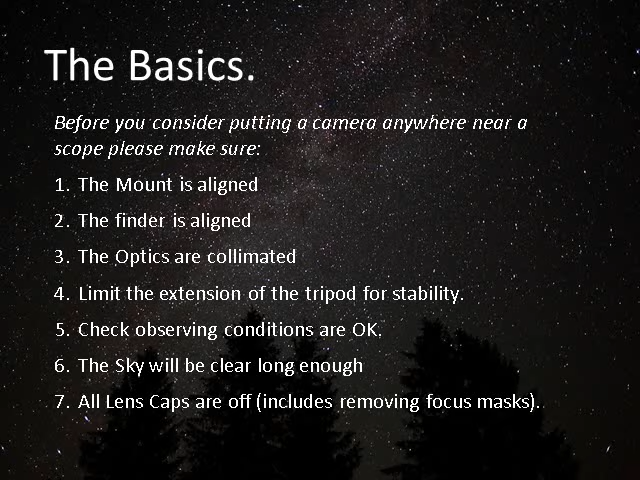 The Basics.
Before you consider putting a camera anywhere near a
scope please make sure:
1. The Mount is aligned
2. The finder is aligned
3. The Optics are collimated
4. Limit the extension of the tripod for stability.
5. Check observing conditions are OK.
6. The Sky will be clear long enough
7. All Lens Caps are off (includes removing focus masks).